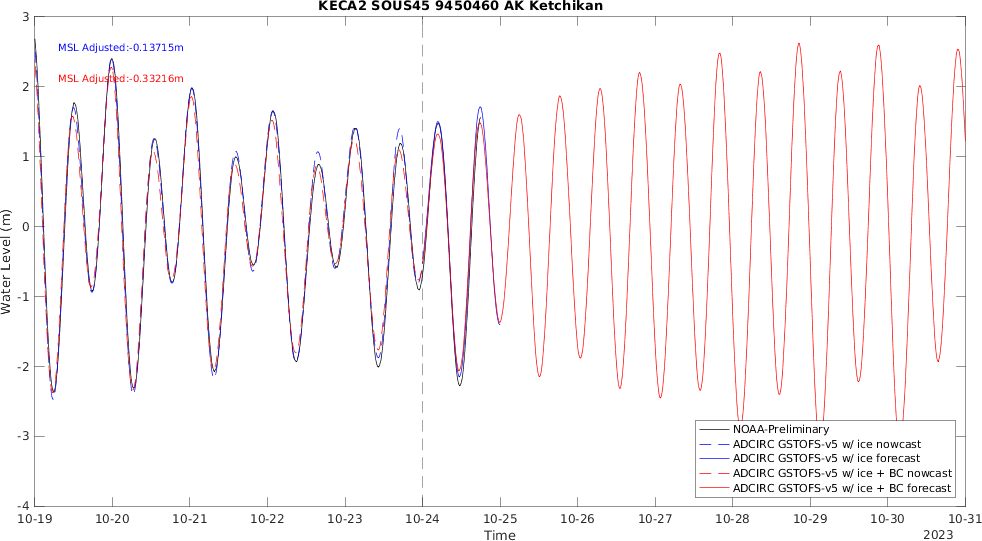 KECA2 SOUS45 9450460 AK Ketchikan
MSL Adjusted:-0.13715m
MSL Adjusted:-0.33216m
Water Level (m)
3
2
1
0
-1
-2
-3
-4
NOAA-Preliminary
ADCIRC GSTOFS-v5 w/ ice nowcast
ADCIRC GSTOFS-v5 w/ ice forecast
ADCIRC GSTOFS-v5 w/ ice + BC nowcast
ADCIRC GSTOFS-v5 w/ ice + BC forecast
10-19 10-20 10-21 10-22 10-23 10-24 10-25 10-26 10-27 10-28 10-29 10-30 10-31
Time
2023